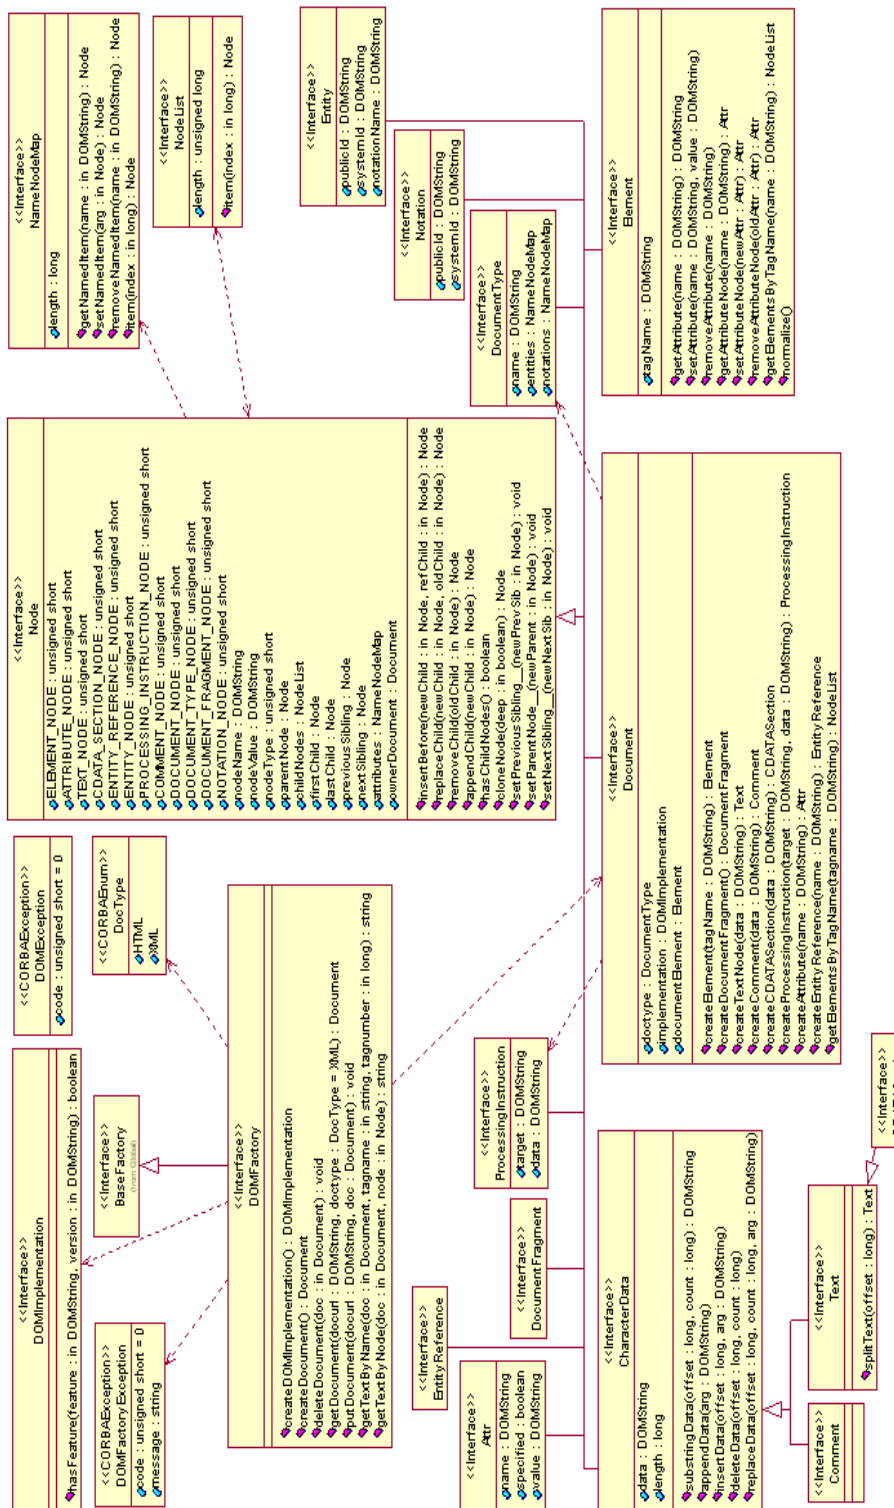 <<Interface>>
DOMImplementation
hasFeature(feature : in DOMString, version : in DOMString) : boolean
<<CORBAException>>
DOMException
code : unsigned short = 0
<<Interface>>
Node
ELEMENT_NODE : unsigned short
ATTRIBUTE_NODE : unsigned short
TEXT_NODE : unsigned short
CDATA_SECTION_NODE : unsigned short
ENTITY_REFERENCE_NODE : unsigned short
ENTITY_NODE : unsigned short
PROCESSING_INSTRUCTION_NODE : unsigned short
COMMENT_NODE : unsigned short
DOCUMENT_NODE : unsigned short
DOCUMENT_TYPE_NODE : unsigned short
DOCUMENT_FRAGMENT_NODE : unsigned short
NOTATION_NODE : unsigned short
nodeName : DOMString
nodeValue : DOMString
nodeType : unsigned short
parentNode : Node
childNodes : NodeList
firstChild : Node
lastChild : Node
previousSibling : Node
nextSibling : Node
attributes : NameNodeMap
ownerDocument : Document
insertBefore(newChild : in Node, refChild : in Node) : Node
replaceChild(newChild : in Node, oldChild : in Node) : Node
removeChild(oldChild : in Node) : Node
appendChild(newChild : in Node) : Node
hasChildNodes() : boolean
cloneNode(deep : in boolean) : Node
setPreviousSibling__(newPrevSib : in Node) : void
setParentNode__(newParent : in Node) : void
setNextSibling__(newNextSib : in Node) : void
<<Interface>>
NameNodeMap
length : long
getNamedItem(name : in DOMString) : Node
setNamedItem(arg : in Node) : Node
removeNamedItem(name : in DOMString) : Node
item(index : in long) : Node
<<Interface>>
NodeList
length : unsigned long
item(index : in long) : Node
<<CORBAException>>
DOMFactoryException
code : unsigned short = 0
message : string
<<Interface>>
BaseFactory
(from Global)
<<CORBAEnum>>
DocType
HTML
XML
<<Interface>>
DOMFactory
createDOMImplementation() : DOMImplementation
createDocument() : Document
deleteDocument(doc : in Document) : void
getDocument(docurl : DOMString, doctype : DocType = XML) : Document
putDocument(docurl : DOMString, doc : Document) : void
getTextByName(doc : in Document, tagname : in string, tagnumber : in long) : string
getTextByNode(doc : in Document, node : in Node) : string
<<Interface>>
Entity
publicId : DOMString
systemId : DOMString
notationName : DOMString
<<Interface>>
Notation
publicId : DOMString
systemId : DOMString
<<Interface>>
DocumentType
name : DOMString
entities : NameNodeMap
notations : NameNodeMap
<<Interface>>
EntityReference
<<Interface>>
Attr
name : DOMString
specified : boolean
value : DOMString
<<Interface>>
DocumentFragment
<<Interface>>
ProcessingInstruction
target : DOMString
data : DOMString
<<Interface>>
CharacterData
data : DOMString
length : long
substringData(offset : long, count : long) : DOMString
appendData(arg : DOMString)
insertData(offset : long, arg : DOMString)
deleteData(offset : long, count : long)
replaceData(offset : long, count : long, arg : DOMString)
<<Interface>>
Document
doctype : DocumentType
implementation : DOMImplementation
documentElement : Element
createElement(tagName : DOMString) : Element
createDocumentFragment() : DocumentFragment
createTextNode(data : DOMString) : Text
createComment(data : DOMString) : Comment
createCDATASection(data : DOMString) : CDATASection
createProcessingInstruction(target : DOMString, data : DOMString) : ProcessingInstruction
createAttribute(name : DOMString) : Attr
createEntityReference(name : DOMString) : EntityReference
getElementsByTagName(tagname : DOMString) : NodeList
<<Interface>>
Element
tagName : DOMString
getAttribute(name : DOMString) : DOMString
setAttribute(name : DOMString, value : DOMString)
removeAttribute(name : DOMString)
getAttributeNode(name : DOMString) : Attr
setAttributeNode(newAttr : Attr) : Attr
removeAttributeNode(oldAttr : Attr) : Attr
getElementsByTagName(name : DOMString) : NodeList
normalize()
<<Interface>>
Comment
<<Interface>>
Text
splitText(offset : long) : Text
<<Interface>>